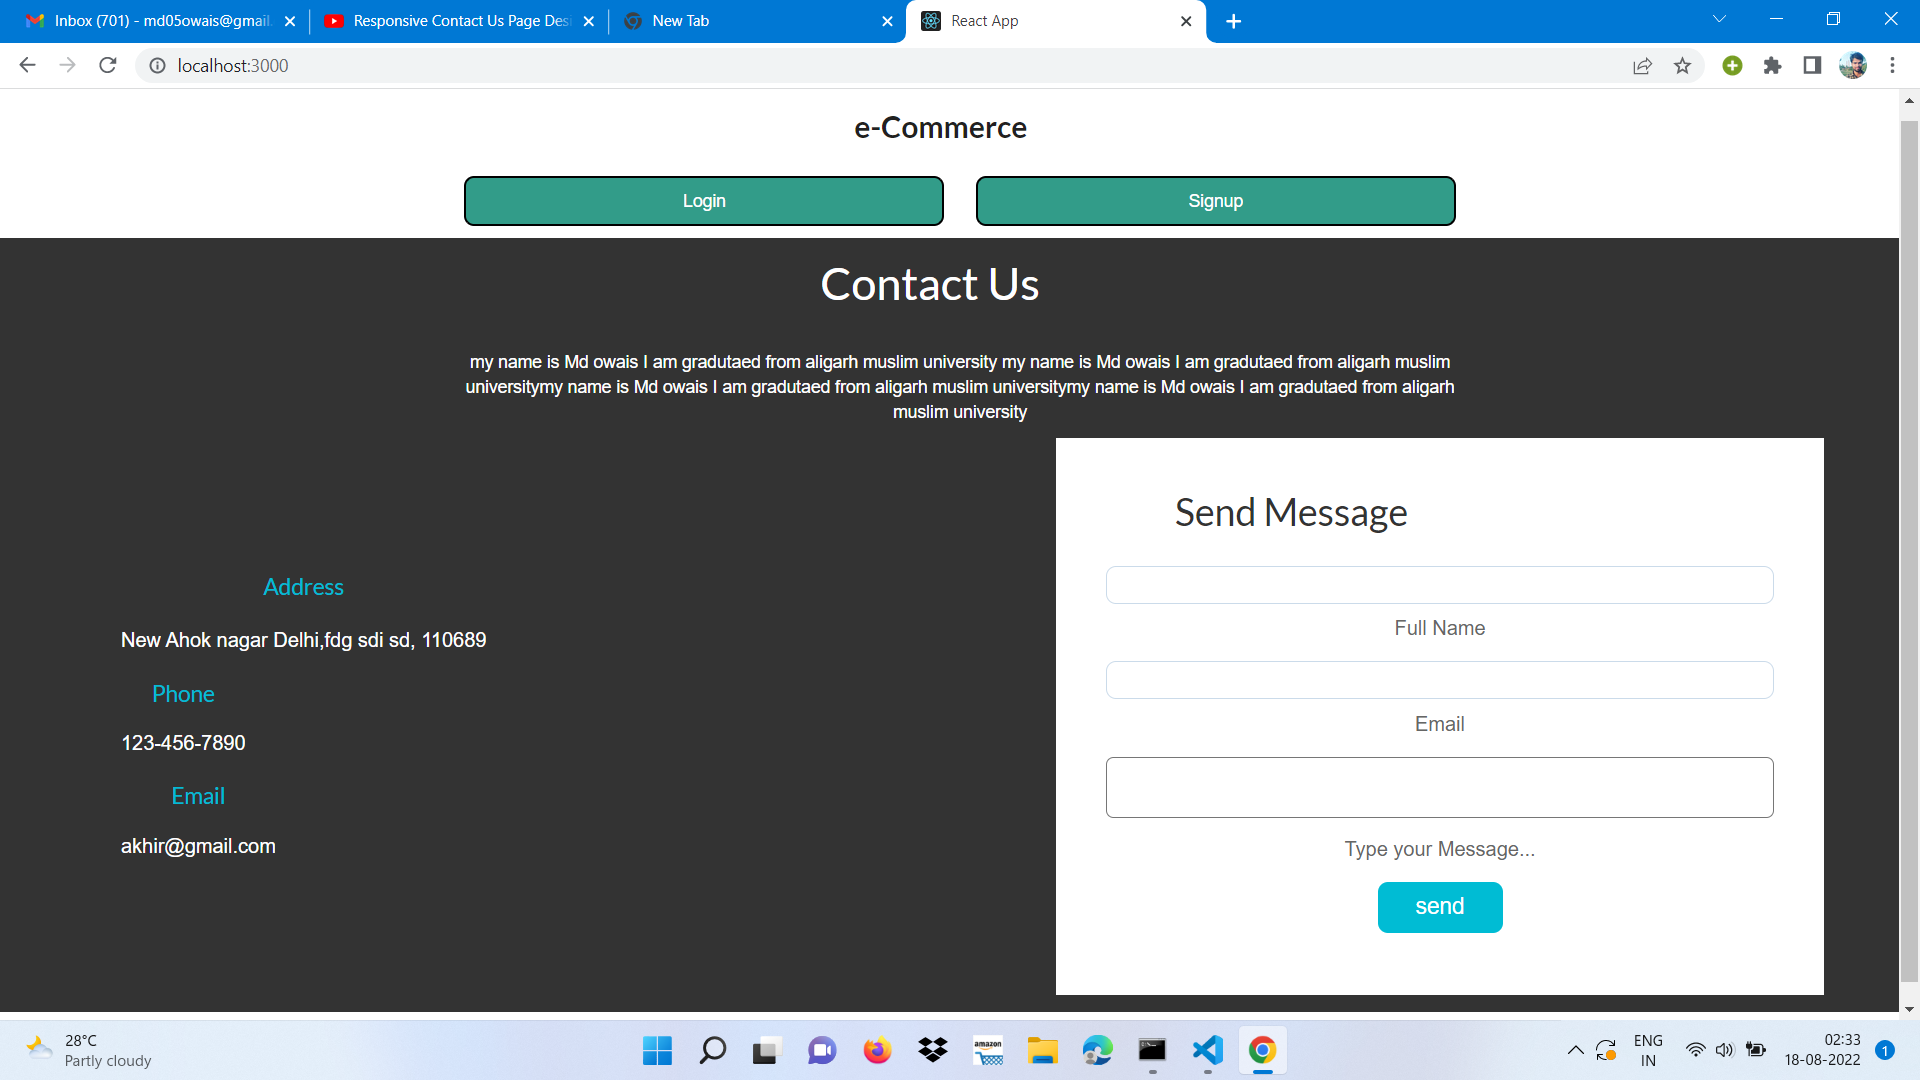 Inbox (701) - md05owais@gmail.
Responsive Contact Us Page Desi
New Tab
React App
localhost:3000
e-Commerce
Login
Signup
Contact Us
my name is Md owais I am gradutaed from aligarh muslim university my name is Md owais I am gradutaed from aligarh muslim
universitymy name is Md owais I am gradutaed from aligarh muslim universitymy name is Md owais I am gradutaed from aligarh
muslim university
Address
New Ahok nagar Delhi,fdg sdi sd, 110689
Phone
123-456-7890
Email
akhir@gmail.com
Send Message
Full Name
Email
Type your Message...
send
28°C
Partly cloudy
amazon
ENG
IN
02:33
18-08-2022
1